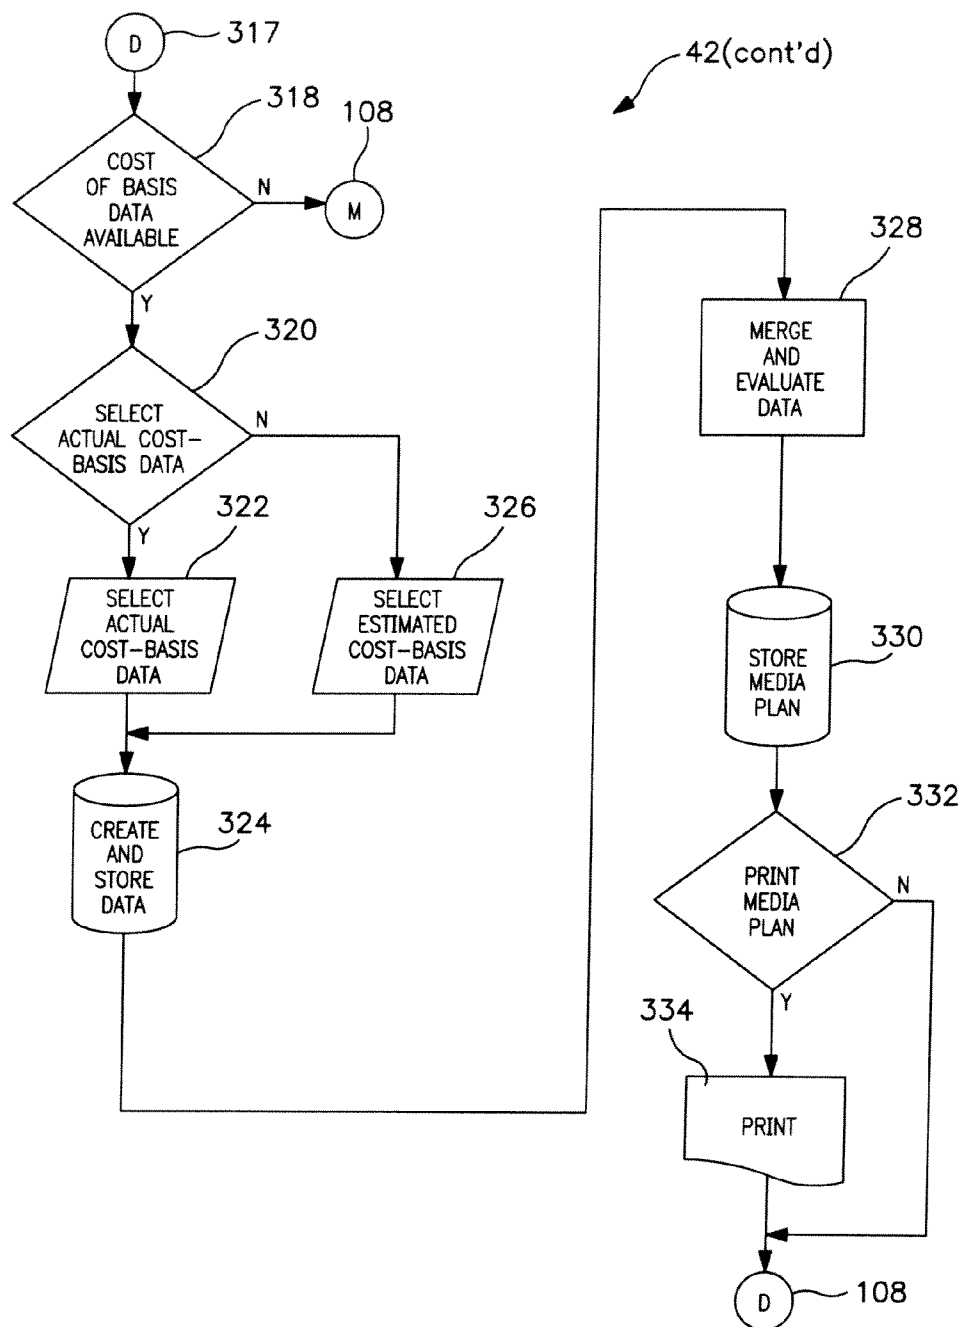 D
317
42(cont'd)
318
108
COST
OF BASIS
DATA
AVAILABLE
N
M
Y
320
SELECT
ACTUAL COST-
BASIS DATA
N
Y
322
SELECT
ACTUAL
COST-BASIS
DATA
326
SELECT
ESTIMATED
COST-BASIS
DATA
324
CREATE
AND
STORE
DATA
328
MERGE
AND
EVALUATE
DATA
330
STORE
MEDIA
PLAN
332
PRINT
MEDIA
PLAN
N
Y
334
PRINT
D
108